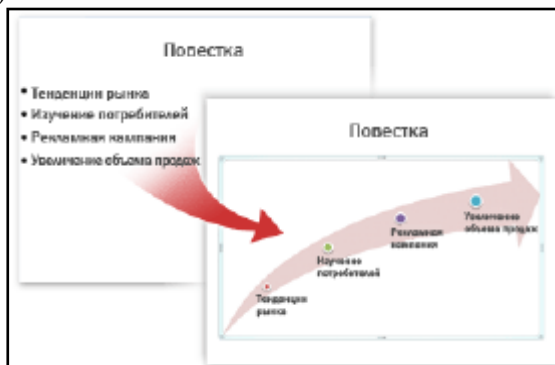 Повестка
• Тенденции рынка
• Изучение потребителей
• Рекламная кампания
• Увеличение объема продаж
Повестка
Увеличение
объема продаж
Рекламная
кампания
Изучение
потребителей
Тенденции
рынка